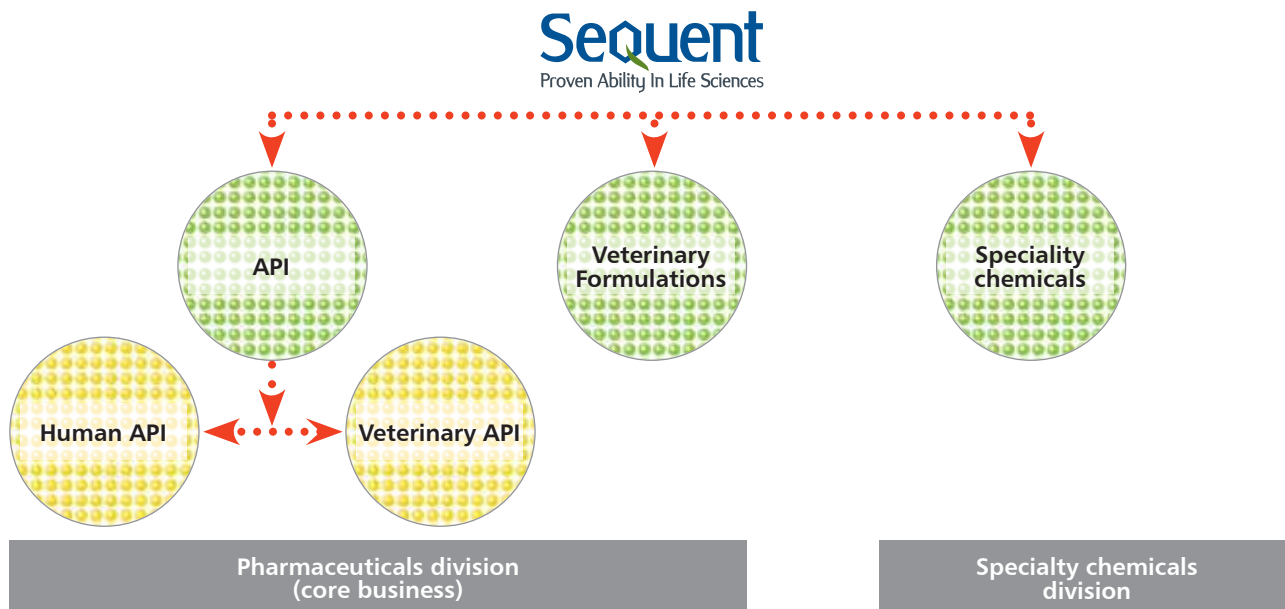 Sequent
Proven Ability In Life Sciences
API
Veterinary
Formulations
Speciality
chemicals
Human API
Veterinary API
Pharmaceuticals division
(core business)
Specialty chemicals
division